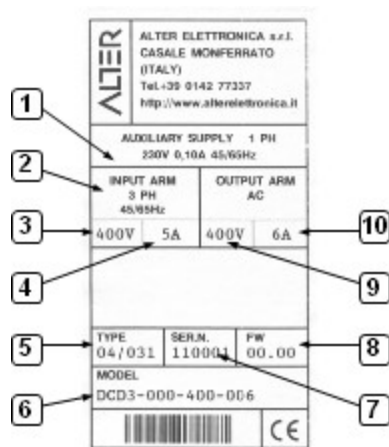 ALTER
ALTER ELETTRONICA s.r.l.
CASALE MONFERRATO
(ITALY)
Tel.+39 0142 77337
http://www.alterelettronica.it
AUXILIARY SUPPLY 1 PH
230V 0,10A 45/65Hz
INPUT ARM
3 PH
45/65Hz
OUTPUT ARM
AC
400V 5A 400V 6A
TYPE SER.N. FW
04/031 110001 00.00
MODEL
DCD3-000-400-006
CE
1
2
3
4
5
6
7
8
9
10